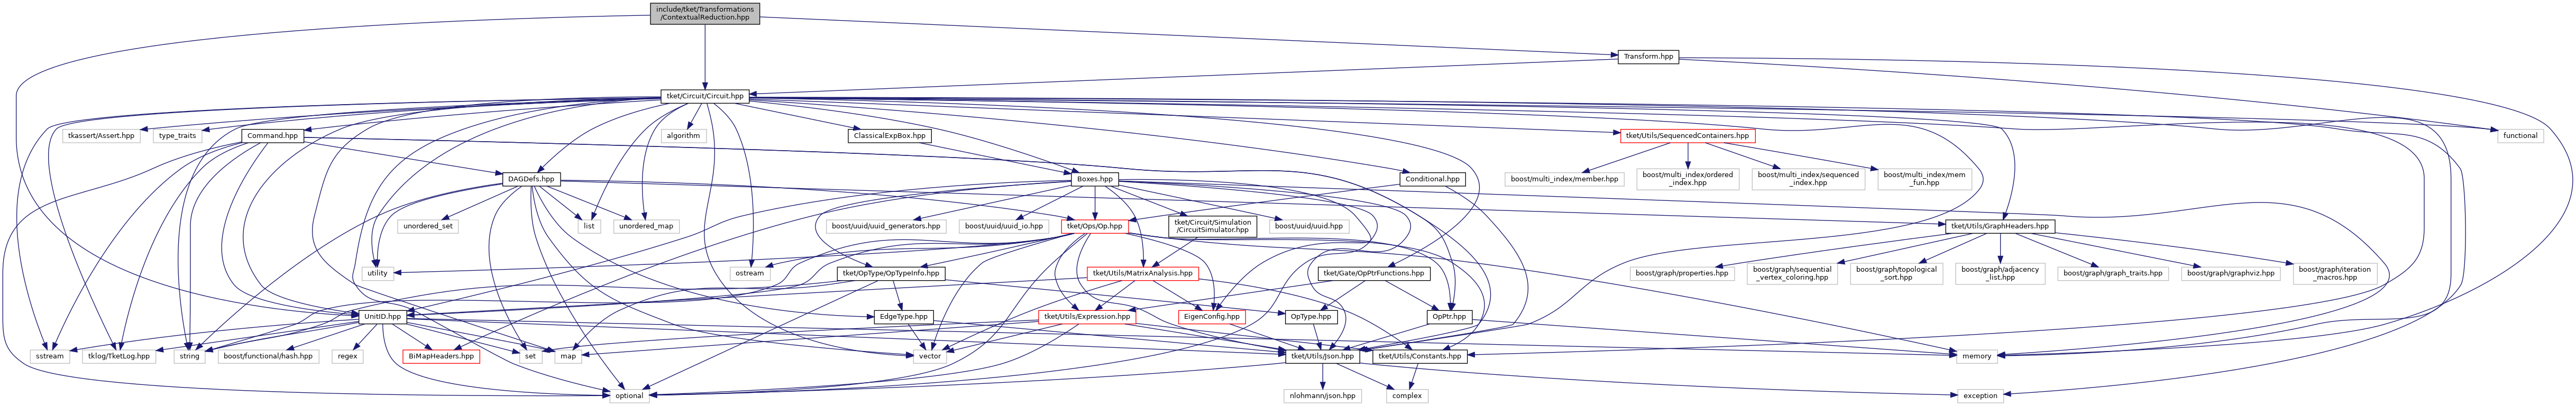 include/tket/Transformations
/ContextualReduction.hpp
Transform.hpp
tket/Circuit/Circuit.hpp
tkassert/Assert.hpp
type_traits
Command.hpp
algorithm
ClassicalExpBox.hpp
tket/Utils/SequencedContainers.hpp
functional
DAGDefs.hpp
Boxes.hpp
Conditional.hpp
boost/multi_index/member.hpp
boost/multi_index/ordered
_index.hpp
boost/multi_index/sequenced
_index.hpp
boost/multi_index/mem
_fun.hpp
unordered_set
list
unordered_map
tket/Ops/Op.hpp
boost/uuid/uuid_generators.hpp
boost/uuid/uuid_io.hpp
tket/Circuit/Simulation
/CircuitSimulator.hpp
boost/uuid/uuid.hpp
tket/Utils/GraphHeaders.hpp
utility
ostream
tket/OpType/OpTypeInfo.hpp
tket/Utils/MatrixAnalysis.hpp
tket/Gate/OpPtrFunctions.hpp
boost/graph/properties.hpp
boost/graph/sequential
_vertex_coloring.hpp
boost/graph/topological
_sort.hpp
boost/graph/adjacency
_list.hpp
boost/graph/graph_traits.hpp
boost/graph/graphviz.hpp
boost/graph/iteration
_macros.hpp
UnitID.hpp
EdgeType.hpp
tket/Utils/Expression.hpp
EigenConfig.hpp
OpType.hpp
OpPtr.hpp
sstream
tklog/TketLog.hpp
string
boost/functional/hash.hpp
regex
BiMapHeaders.hpp
set
map
vector
tket/Utils/Json.hpp
tket/Utils/Constants.hpp
memory
optional
nlohmann/json.hpp
complex
exception